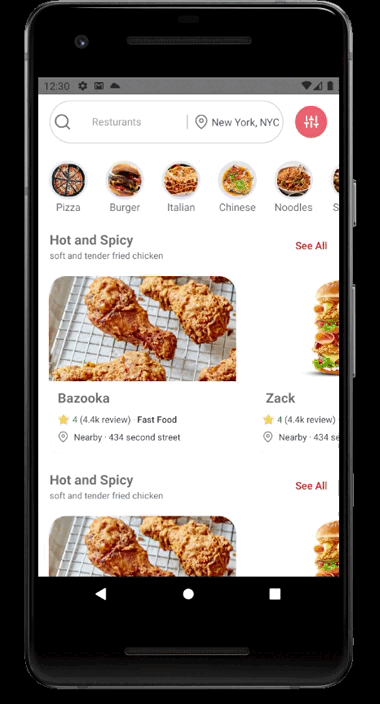 12:30
Resturants
New York, NYC
Pizza
Burger
Italian
Chinese
Noodles
S
Hot and Spicy
See All
soft and tender fried chicken
Bazooka
4 (4.4k review) · Fast Food
Nearby · 434 second street
Zack
4 (4.4k review) ·
Nearby · 434 se
Hot and Spicy
See All
soft and tender fried chicken